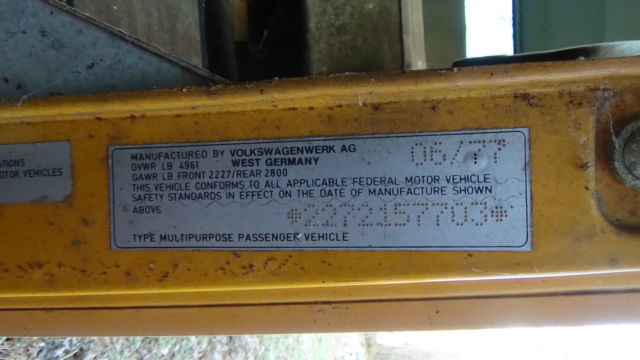 ATIONS
OTOR VEHICLES
MANUFACTURED BY VOLKSWAGENWERK AG 06/77
GVWR LB 4961 WEST GERMANY
GAWR LB FRONT 2227/REAR 2800
THIS VEHICLE CONFORMS TO ALL APPLICABLE FEDERAL MOTOR VEHICLE
SAFETY STANDARDS IN EFFECT ON THE DATE OF MANUFACTURE SHOWN
ABOVE *2272157703*
TYPE MULTIPURPOSE PASSENGER VEHICLE